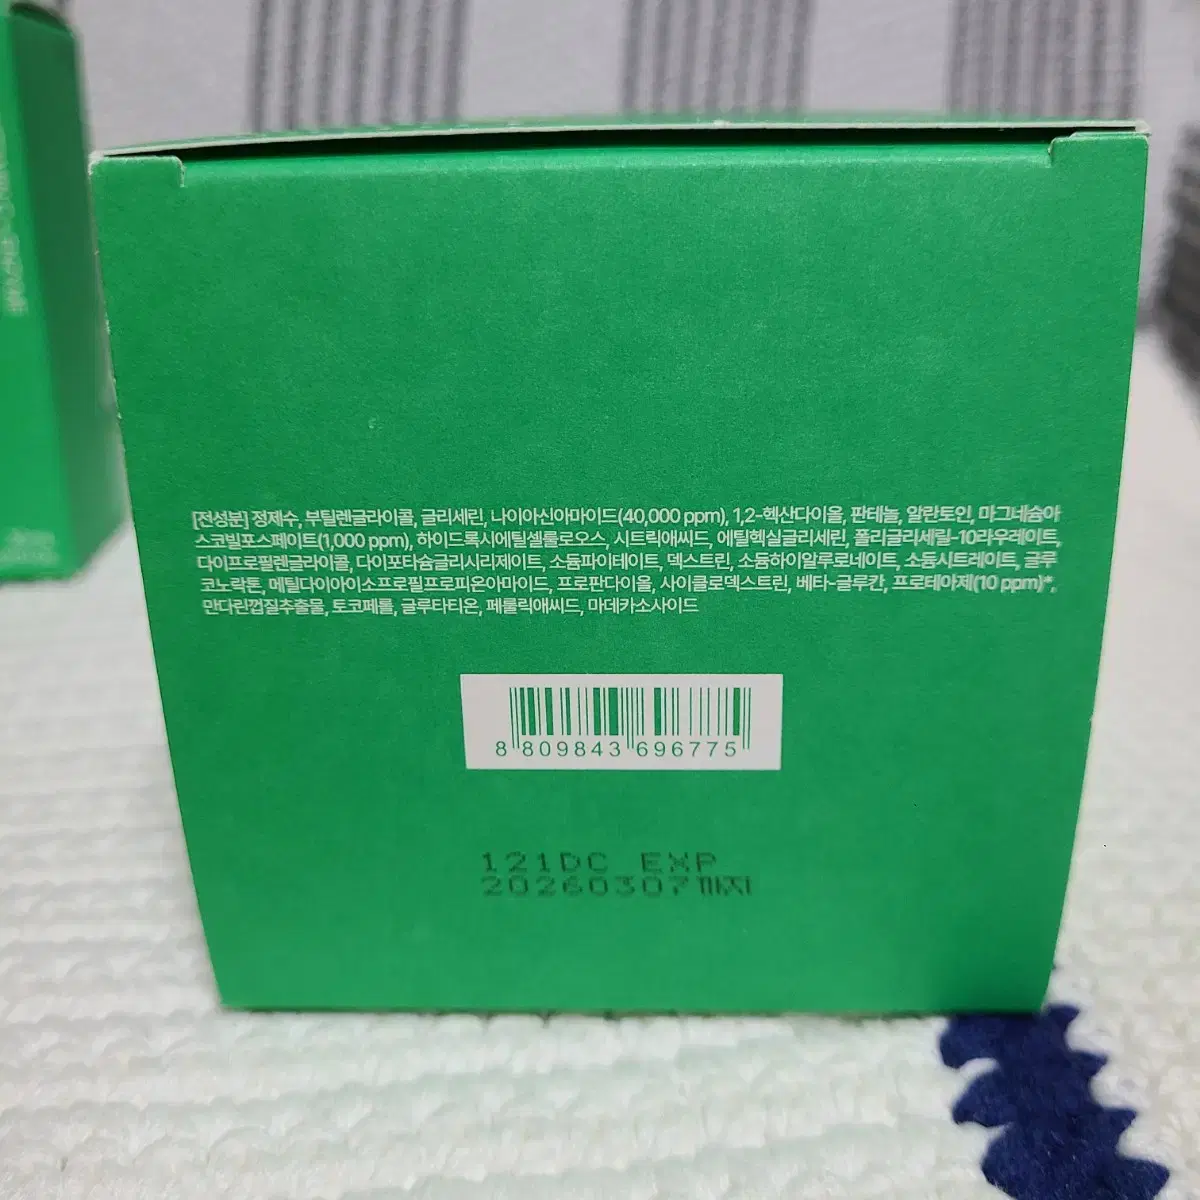 [전성분] 정제수, 부틸렌글라이콜, 글리세린, 나이아신아마이드(40,000 ppm), 1,2-헥산다이올, 판테놀, 알란토인, 마그네슘아
스코빌포스페이트(1,000 ppm), 하이드록시에틸셀룰로오스, 시트릭애씨드, 에틸헥실글리세린, 폴리글리세릴-10라우레이트,
다이프로필렌글라이콜, 다이포타슘글리시리제이트, 소듐파이테이트, 덱스트린, 소듐하이알루로네이트, 소듐시트레이트, 글루
코노락톤, 메틸다이아이소프로필프로피온아마이드, 프로판다이올, 사이클로덱스트린, 베타-글루칸, 프로테아제(10 ppm)*,
만다린껍질추출물, 토코페롤, 글루타티온, 페룰릭애씨드, 마데카소사이드
8 809843 696775
121DC EXP
20260307까지